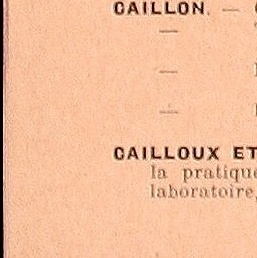 CAILLON. —
—
—
—
CAILLOUX ET
la pratique
laboratoire,